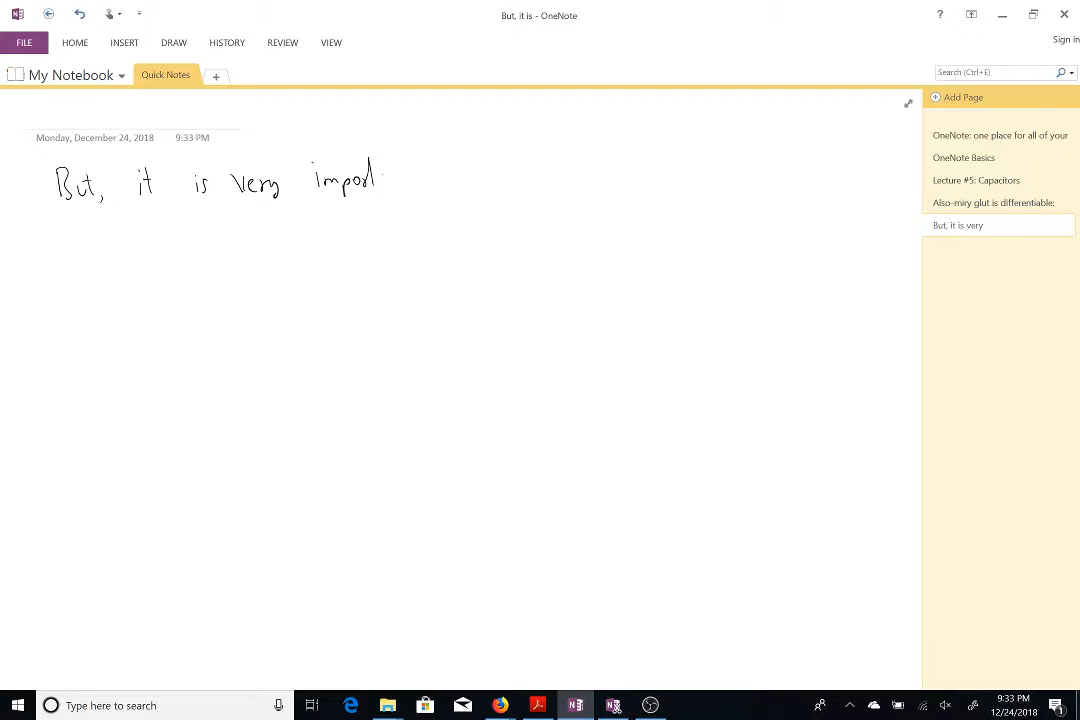 But, it is - OneNote
?
Sign in
FILE HOME INSERT DRAW HISTORY REVIEW VIEW
My Notebook Quick Notes +
Search (Ctrl+E)
Add Page
Monday, December 24, 2018 9:33 PM
But, it is very
OneNote: one place for all of your
OneNote Basics
Lecture #5: Capacitors
Also-miry glut is differentiable:
But, it is very
Type here to search
9:33 PM
12/24/2018
1